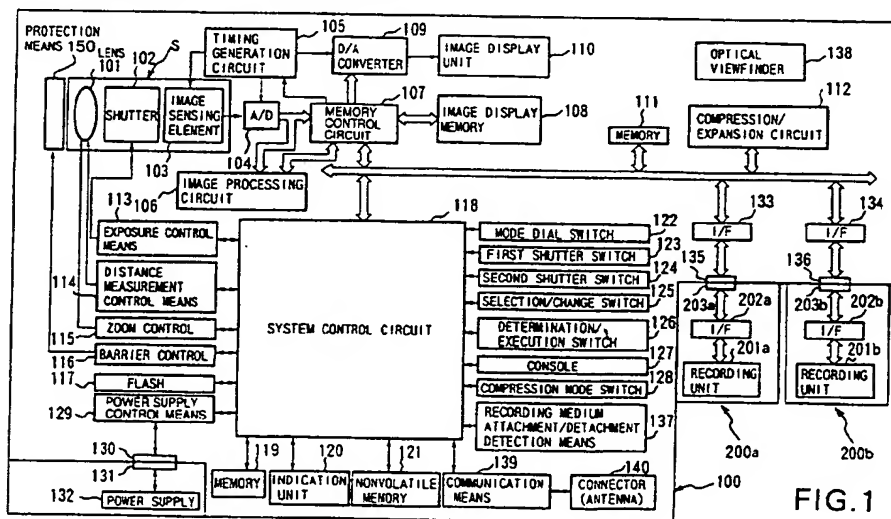 PROTECTION
MEANS 150
LENS
101
102
S
SHUTTER
IMAGE
SENSING
ELEMENT
103
105
TIMING
GENERATION
CIRCUIT
A/D
104
109
D/A
CONVERTER
IMAGE DISPLAY
UNIT
110
107
MEMORY
CONTROL
CIRCUIT
IMAGE DISPLAY
MEMORY
108
OPTICAL
VIEWFINDER
138
111
MEMORY
112
COMPRESSION/
EXPANSION CIRCUIT
IMAGE PROCESSING
CIRCUIT
106
113
EXPOSURE CONTROL
MEANS
DISTANCE
MEASUREMENT
CONTROL MEANS
114
ZOOM CONTROL
115
BARRIER CONTROL
116
FLASH
117
POWER SUPPLY
CONTROL MEANS
129
130
131
POWER SUPPLY
132
118
SYSTEM CONTROL
CIRCUIT
122
MODE DIAL SWITCH
123
FIRST SHUTTER SWITCH
124
SECOND SHUTTER SWITCH
125
SELECTION/CHANGE SWITCH
126
DETERMINATION/
EXECUTION SWITCH
127
CONSOLE
128
COMPRESSION MODE SWITCH
RECORDING MEDIUM
ATTACHMENT/DETACHMENT
DETECTION MEANS
137
119
MEMORY
120
INDICATION
UNIT
121
NONVOLATILE
MEMORY
139
COMMUNICATION
MEANS
140
CONNECTOR
(ANTENNA)
133
I/F
134
I/F
135
203a
202a
I/F
201a
RECORDING
UNIT
200a
136
203b
202b
I/F
201b
RECORDING
UNIT
200b
100
FIG.1